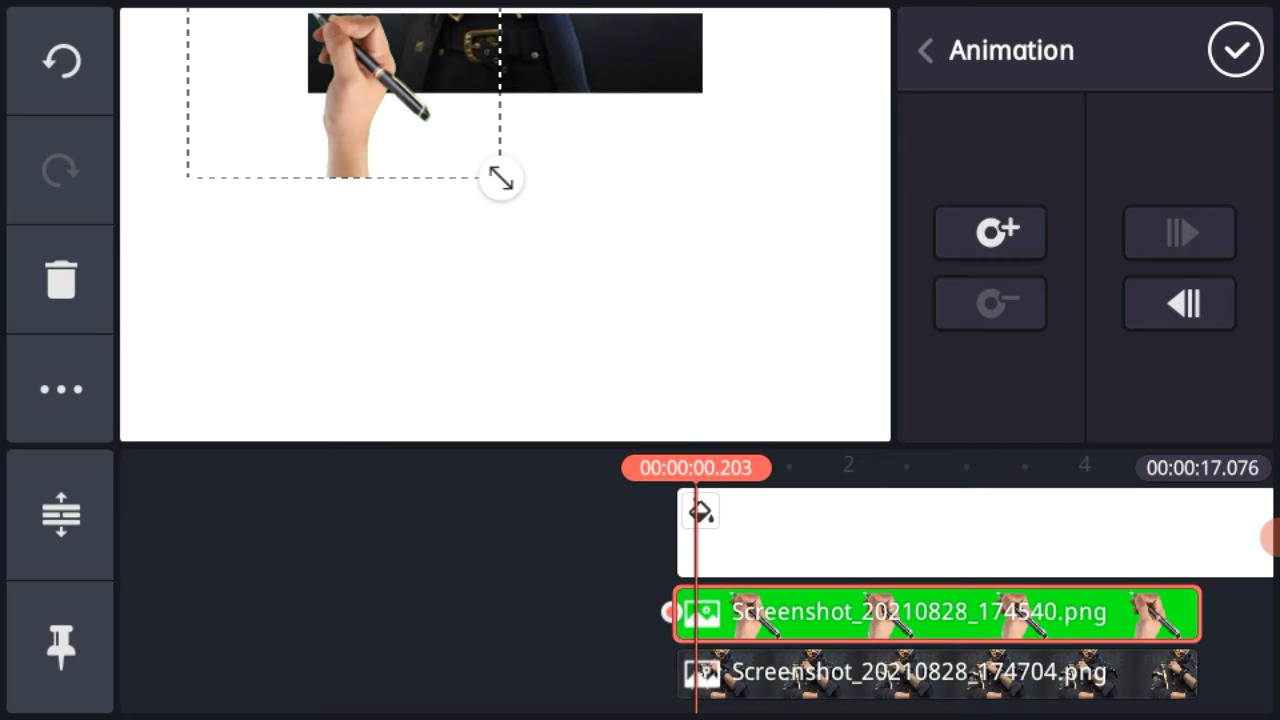 Animation
00:00:00.203
2
4
00:00:17.076
Screenshot_20210828_174540.png
Screenshot_20210828_174704.png